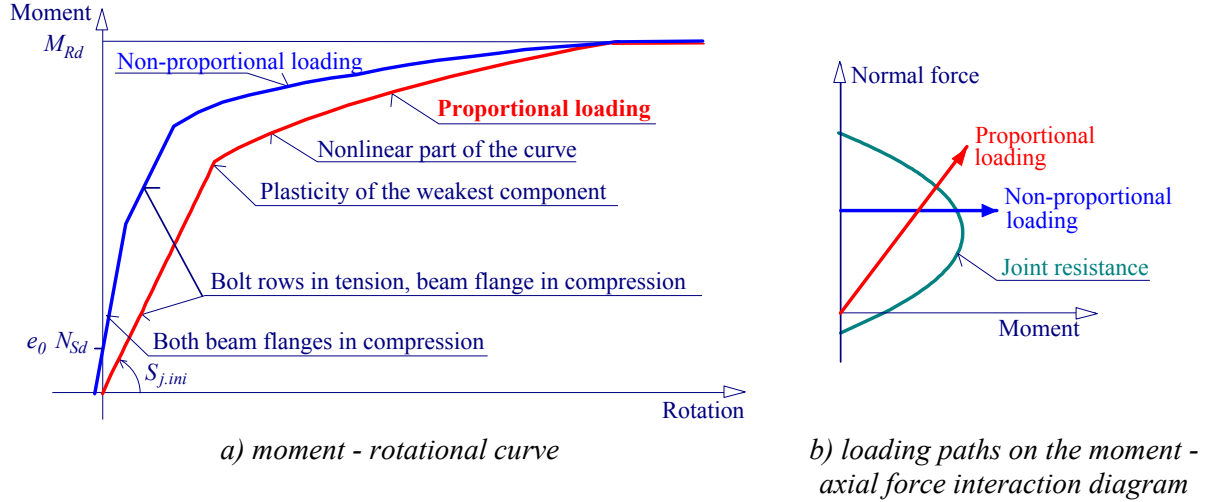 Moment
M_Rd
Non-proportional loading
Proportional loading
Nonlinear part of the curve
Plasticity of the weakest component
Bolt rows in tension, beam flange in compression
e_0 N_Sd
Both beam flanges in compression
S_j.ini
Rotation
a) moment - rotational curve
Normal force
Proportional
loading
Non-proportional
loading
Joint resistance
Moment
b) loading paths on the moment -
axial force interaction diagram